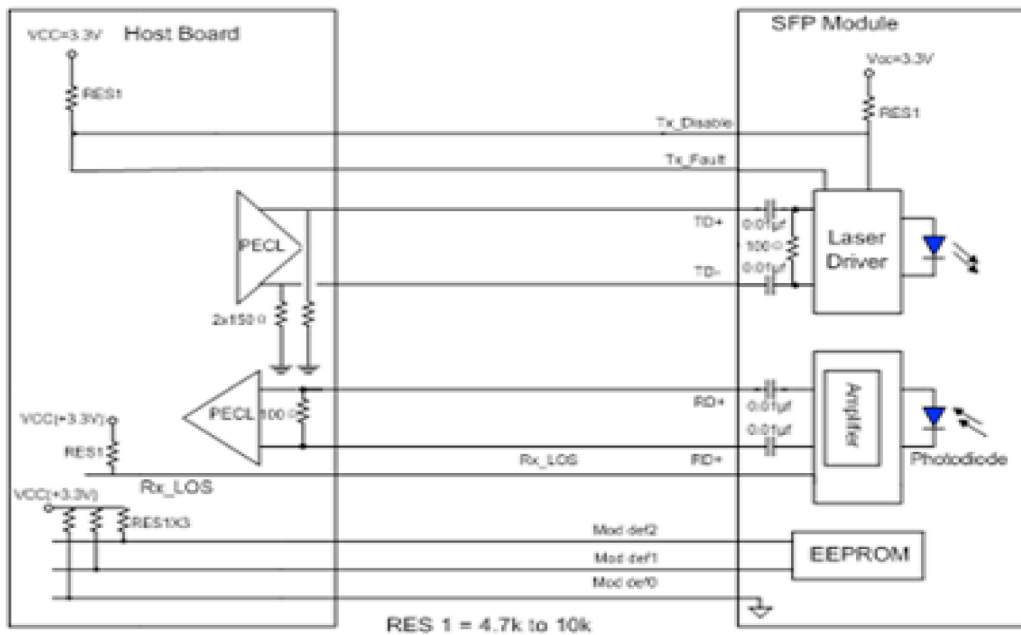 Host Board
SFP Module
VCC=3.3V
Vcc=3.3V
RES1
RES1
Tx_Disable
Tx_Fault
PECL
TD+
0.01μf
100Ω
Laser
Driver
TD-
0.01μf
2x150Ω
PECL
100Ω
RD+
0.01μf
Amplifier
VCC(+3.3V)
0.01μf
RES1
Rx_LOS
RD+
Photodiode
Rx_LOS
VCC(+3.3V)
RES1X3
Mod def2
EEPROM
Mod def1
Mod def0
RES 1 = 4.7k to 10k